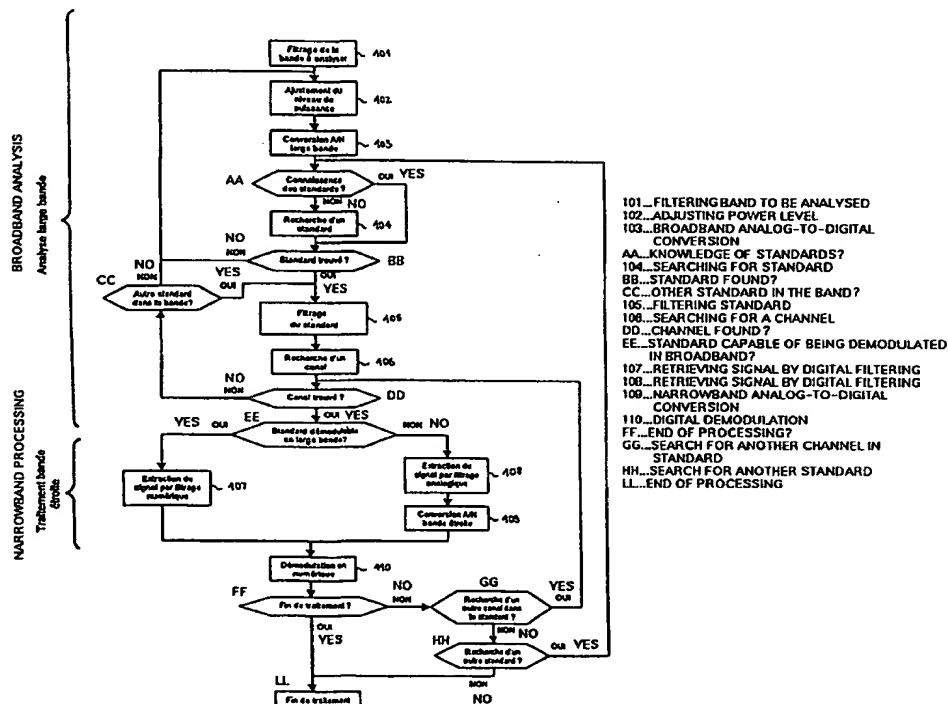 Filtrage de la
bande à analyser
101
Ajustement du
niveau de
puissance
102
Conversion A/N
large bande
103
BROADBAND ANALYSIS
Analyse large bande
AA
Connaissance
des standards ?
OUI YES
NON
NO
Recherche d'un
standard
104
NO
NON
Standard trouvé ?
BB
OUI
YES
NO
NON
YES
OUI
CC
Autre standard
dans la bande?
Filtrage
du standard
105
Recherche d'un
canal
106
NO
NON
Canal trouvé ?
DD
OUI YES
EE
YES OUI
Standard démodulable
en large bande?
NON NO
NARROWBAND PROCESSING
Traitement bande
étroite
Extraction de
signal par filtrage
numérique
107
Extraction de
signal par filtrage
analogique
108
Conversion A/N
bande étroite
109
Démodulation en
numérique
110
FF
Fin de traitement ?
NO
NON
GG
Recherche d'un
autre canal dans
le standard ?
YES
OUI
OUI
YES
NON NO
HH
Recherche d'un
autre standard ?
OUI YES
NON
NO
LL
Fin de traitement
101...FILTERING BAND TO BE ANALYSED
102...ADJUSTING POWER LEVEL
103...BROADBAND ANALOG-TO-DIGITAL
CONVERSION
AA...KNOWLEDGE OF STANDARDS?
104...SEARCHING FOR STANDARD
BB...STANDARD FOUND?
CC...OTHER STANDARD IN THE BAND?
105...FILTERING STANDARD
106...SEARCHING FOR A CHANNEL
DD...CHANNEL FOUND?
EE...STANDARD CAPABLE OF BEING DEMODULATED
IN BROADBAND?
107...RETRIEVING SIGNAL BY DIGITAL FILTERING
108...RETRIEVING SIGNAL BY DIGITAL FILTERING
109...NARROWBAND ANALOG-TO-DIGITAL
CONVERSION
110...DIGITAL DEMODULATION
FF...END OF PROCESSING?
GG...SEARCH FOR ANOTHER CHANNEL IN
STANDARD
HH...SEARCH FOR ANOTHER STANDARD
LL...END OF PROCESSING